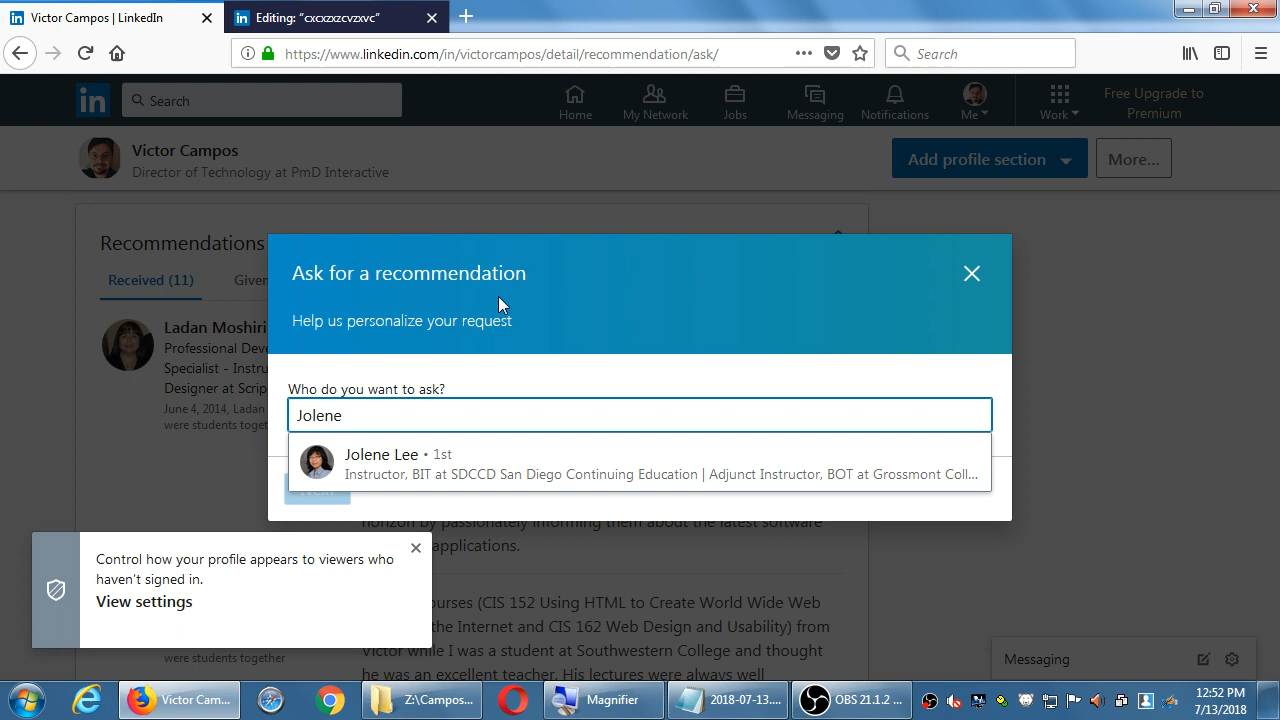 Victor Campos | LinkedIn
Editing: "cxcxzxzcvzxvc"
https://www.linkedin.com/in/victorcampos/detail/recommendation/ask/
Search
in
Search
Home
My Network
Jobs
Messaging
Notifications
Me
Work
Free Upgrade to
Premium
Victor Campos
Director of Technology at PmD Interactive
Add profile section
More...
Recommendations
Received (11)
Given
Ask for a recommendation
Help us personalize your request
Who do you want to ask?
Jolene
Jolene Lee • 1st
Instructor, BIT at SDCCD San Diego Continuing Education | Adjunct Instructor, BOT at Grossmont Coll...
Ladan Moshiri
Professional Deve
Specialist - Instru
Designer at Scrip
June 4, 2014, Ladan
were students toget
horizon by passionately informing them about the latest software
applications.
Control how your profile appears to viewers who
haven't signed in.
View settings
urses (CIS 152 Using HTML to Create World Wide Web
the Internet and CIS 162 Web Design and Usability) from
Victor while I was a student at Southwestern College and thought
he was an excellent teacher. His lectures were always well
were students together
Messaging
Victor Cam...
Z:\Campos...
Magnifier
2018-07-13....
OBS 21.1.2 ...
12:52 PM
7/13/2018